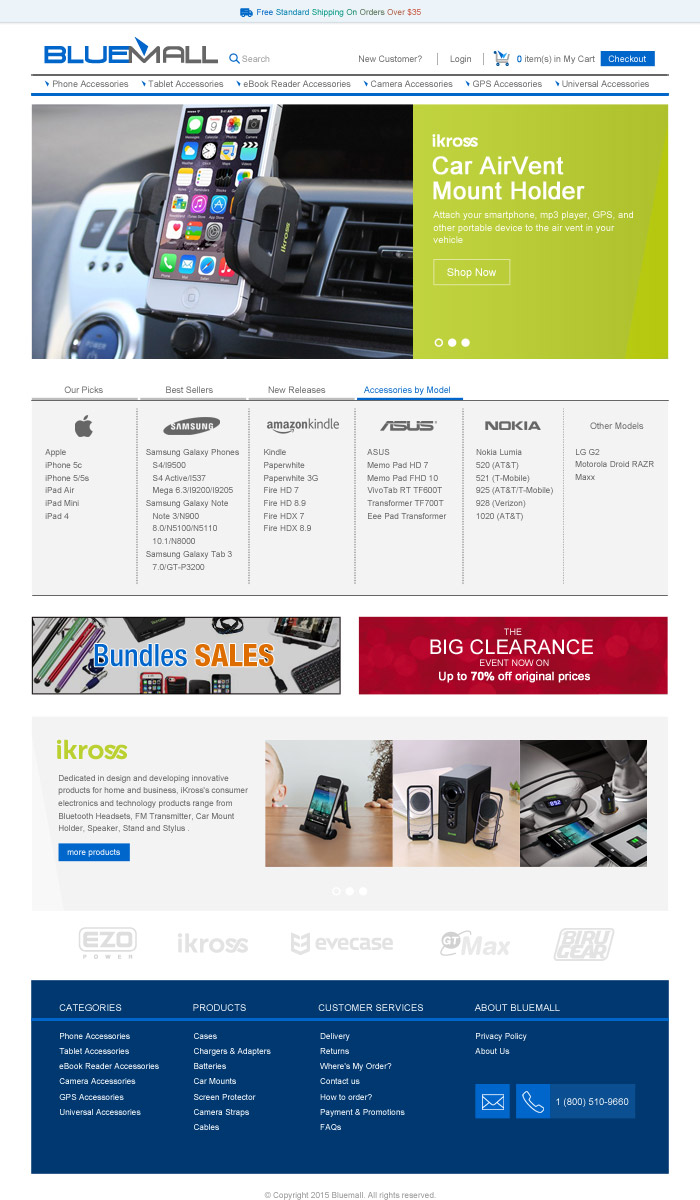 Free Standard Shipping On Orders Over $35
BLUEMALL
Search
New Customer?
Login
0 item(s) in My Cart
Checkout
Phone Accessories
Tablet Accessories
eBook Reader Accessories
Camera Accessories
GPS Accessories
Universal Accessories
ikross
ikross
Car AirVent
Mount Holder
Attach your smartphone, mp3 player, GPS, and
other portable device to the air vent in your
vehicle
Shop Now
Our Picks
Best Sellers
New Releases
Accessories by Model
Apple
iPhone 5c
iPhone 5/5s
iPad Air
iPad Mini
iPad 4
SAMSUNG
Samsung Galaxy Phones
S4/I9500
S4 Active/I537
Mega 6.3/I9200/I9205
Samsung Galaxy Note
Note 3/N900
8.0/N5100/N5110
10.1/N8000
Samsung Galaxy Tab 3
7.0/GT-P3200
amazonkindle
Kindle
Paperwhite
Paperwhite 3G
Fire HD 7
Fire HD 8.9
Fire HDX 7
Fire HDX 8.9
ASUS
ASUS
Memo Pad HD 7
Memo Pad FHD 10
VivoTab RT TF600T
Transformer TF700T
Eee Pad Transformer
NOKIA
Nokia Lumia
520 (AT&T)
521 (T-Mobile)
925 (AT&T/T-Mobile)
928 (Verizon)
1020 (AT&T)
Other Models
LG G2
Motorola Droid RAZR
Maxx
Bundles SALES
THE
BIG CLEARANCE
EVENT NOW ON
Up to 70% off original prices
ikross
Dedicated in design and developing innovative
products for home and business, iKross's consumer
electronics and technology products range from
Bluetooth Headsets, FM Transmitter, Car Mount
Holder, Speaker, Stand and Stylus .
more products
EZO
POWER
ikross
evecase
GT Max
BIRU
GEAR
CATEGORIES
Phone Accessories
Tablet Accessories
eBook Reader Accessories
Camera Accessories
GPS Accessories
Universal Accessories
PRODUCTS
Cases
Chargers & Adapters
Batteries
Car Mounts
Screen Protector
Camera Straps
Cables
CUSTOMER SERVICES
Delivery
Returns
Where's My Order?
Contact us
How to order?
Payment & Promotions
FAQs
ABOUT BLUEMALL
Privacy Policy
About Us
1 (800) 510-9660
© Copyright 2015 Bluemall. All rights reserved.